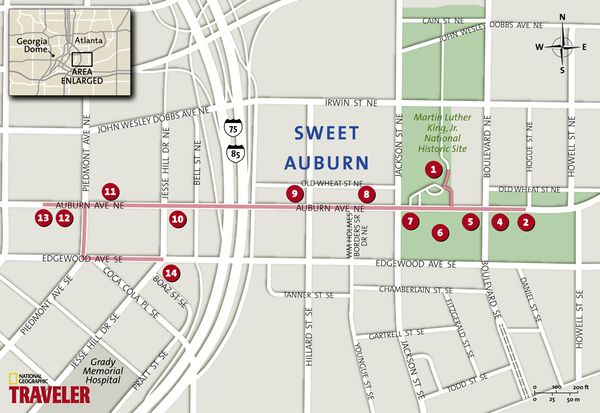 Georgia
Dome
Atlanta
AREA
ENLARGED
CAIN ST NE
JOHN WESLEY DOBBS AVE NE
N
W
E
S
IRWIN ST NE
JOHN WESLEY DOBBS AVE NE
PIEDMONT AVE NE
JESSE HILL DR NE
BELL ST NE
75
85
SWEET
AUBURN
Martin Luther
King, Jr.
National
Historic Site
JACKSON ST NE
BOULEVARD NE
HOGUE ST NE
HOWELL ST NE
1
OLD WHEAT ST NE
OLD WHEAT ST NE
11
9
8
AUBURN AVE NE
AUBURN AVE NE
13
12
10
7
6
5
4
2
WM HOLMES
BORDERS SR
DR NE
EDGEWOOD AVE SE
EDGEWOOD AVE SE
14
COCA COLA PL SE
BOAZ ST SE
PIEDMONT AVE SE
JESSE HILL DR SE
PRATT ST SE
TANNER ST SE
CHAMBERLAIN ST SE
HILLIARD ST SE
YOUNGUE ST SE
JACKSON ST SE
GARTRELL ST SE
FITZGERALD ST SE
TODD ST SE
BOULEVARD SE
DANIEL ST SE
HOWELL ST SE
Grady
Memorial
Hospital
NATIONAL
GEOGRAPHIC
TRAVELER
0 100 200 ft
0 25 50 m